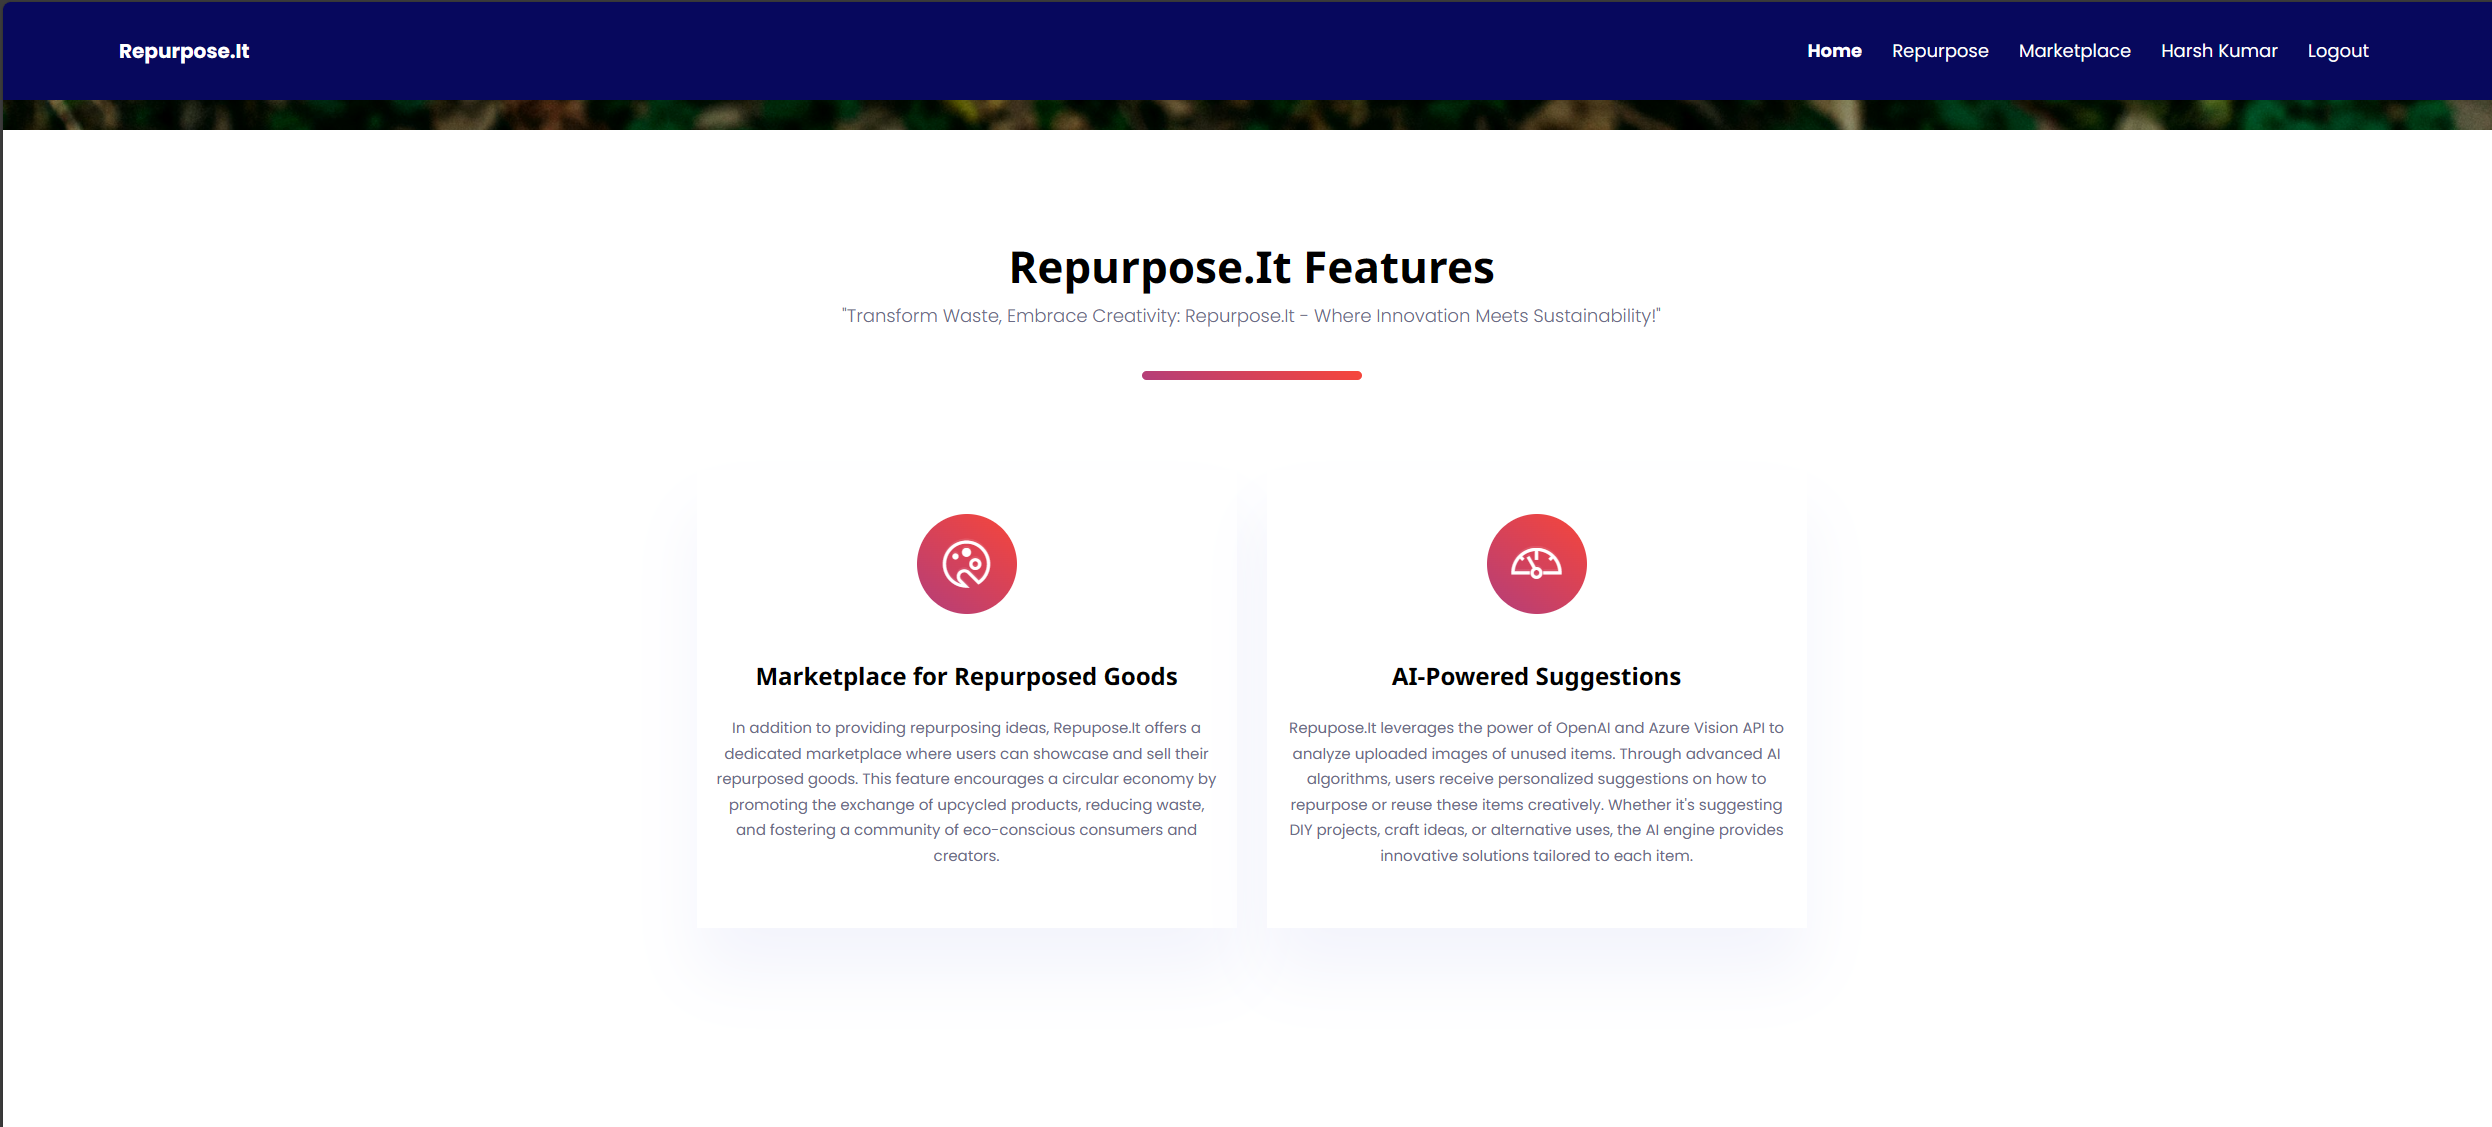 Repurpose.It
Home Repurpose Marketplace Harsh Kumar Logout
Repurpose.It Features
"Transform Waste, Embrace Creativity: Repurpose.It - Where Innovation Meets Sustainability!"
Marketplace for Repurposed Goods
In addition to providing repurposing ideas, Repupose.It offers a
dedicated marketplace where users can showcase and sell their
repurposed goods. This feature encourages a circular economy by
promoting the exchange of upcycled products, reducing waste,
and fostering a community of eco-conscious consumers and
creators.
AI-Powered Suggestions
Repupose.It leverages the power of OpenAI and Azure Vision API to
analyze uploaded images of unused items. Through advanced AI
algorithms, users receive personalized suggestions on how to
repurpose or reuse these items creatively. Whether it's suggesting
DIY projects, craft ideas, or alternative uses, the AI engine provides
innovative solutions tailored to each item.